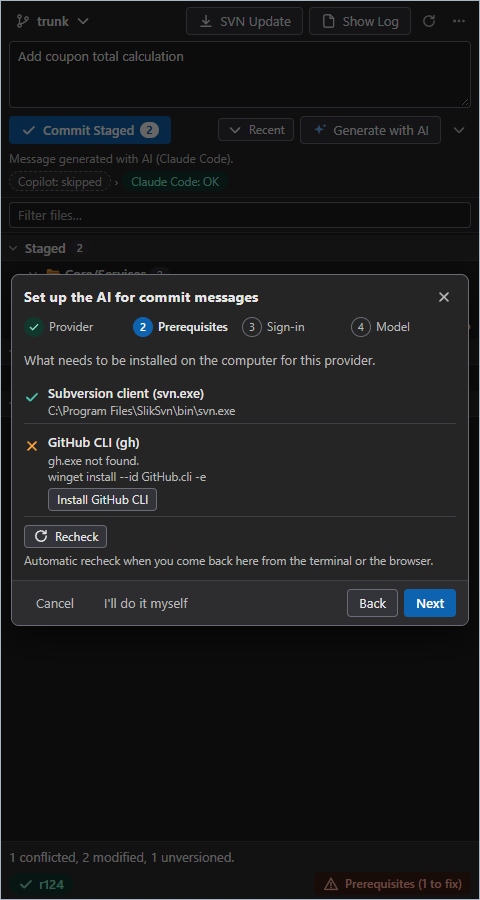 trunk
SVN Update
Show Log
Add coupon total calculation
Commit Staged 2
Recent
Generate with AI
Message generated with AI (Claude Code).
Copilot: skipped › Claude Code: OK
Filter files...
Staged 2
Core/Services
Set up the AI for commit messages
Provider
2 Prerequisites
3 Sign-in
4 Model
What needs to be installed on the computer for this provider.
Subversion client (svn.exe)
C:\Program Files\SlikSvn\bin\svn.exe
GitHub CLI (gh)
gh.exe not found.
winget install --id GitHub.cli -e
Install GitHub CLI
Recheck
Automatic recheck when you come back here from the terminal or the browser.
Cancel
I'll do it myself
Back
Next
1 conflicted, 2 modified, 1 unversioned.
r124
Prerequisites (1 to fix)